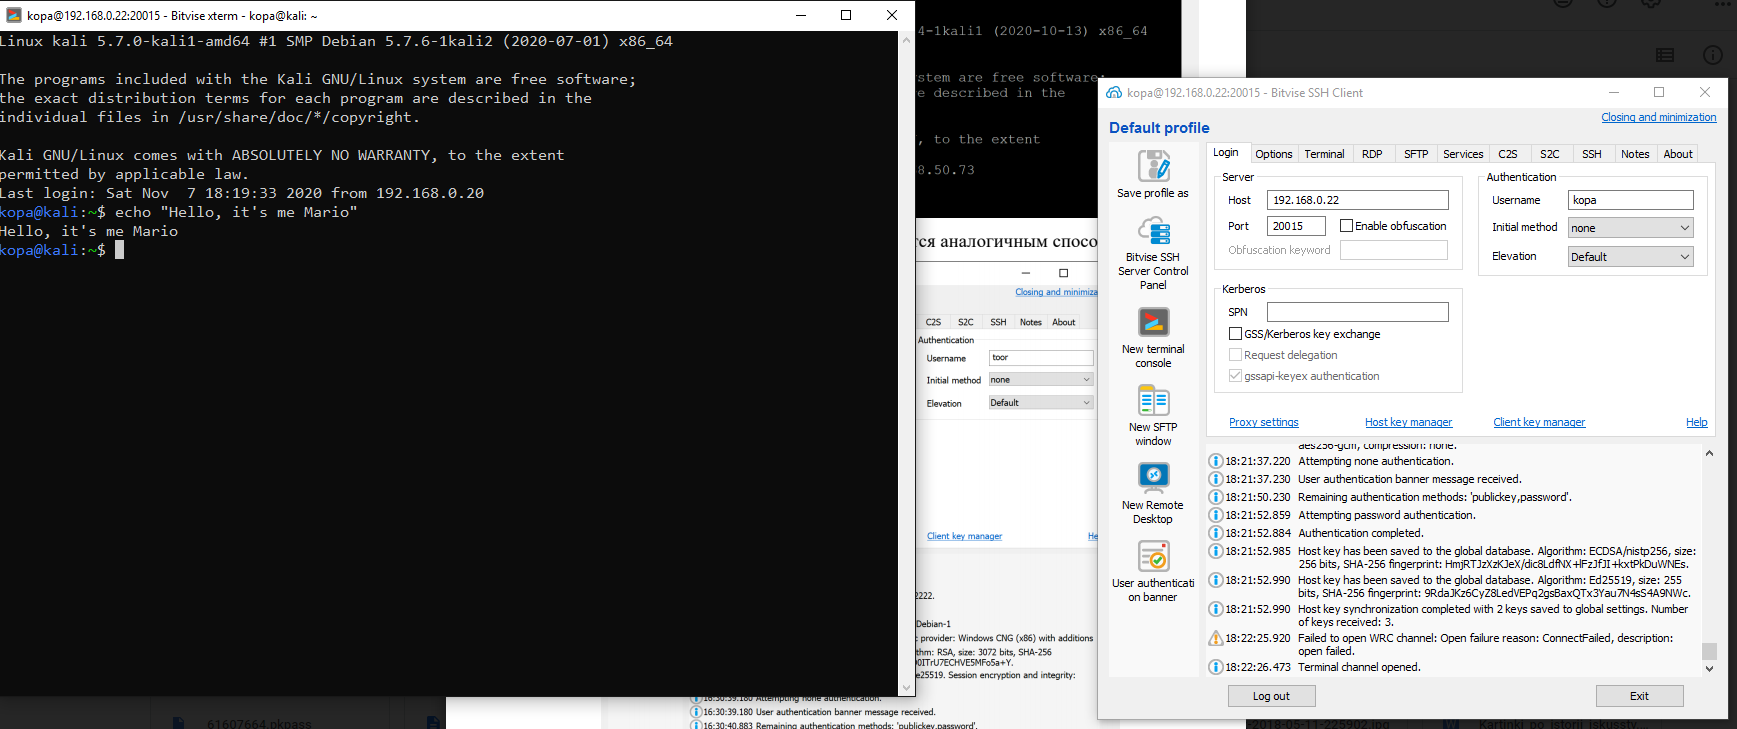 kopa@192.168.0.22:20015 - Bitvise xterm - kopa@kali: ~
Linux kali 5.7.0-kali1-amd64 #1 SMP Debian 5.7.6-1kali2 (2020-07-01) x86_64
The programs included with the Kali GNU/Linux system are free software;
the exact distribution terms for each program are described in the
individual files in /usr/share/doc/*/copyright.
Kali GNU/Linux comes with ABSOLUTELY NO WARRANTY, to the extent
permitted by applicable law.
Last login: Sat Nov  7 18:19:33 2020 from 192.168.0.20
kopa@kali:~$ echo "Hello, it's me Mario"
Hello, it's me Mario
kopa@kali:~$
4-1kali1 (2020-10-13) x86_64
stem are free software;
e described in the
, to the extent
8.50.73
тся аналогичным спосо
Closing and minimiza
C2S S2C SSH Notes About
Authentication
Username toor
Initial method none
Elevation Default
Client key manager He
2222.
Debian-1
provider: Windows CNG (x86) with additions
thm: RSA, size: 3072 bits, SHA-256
0ITrU7ECHVE5MFo5a+Y.
e25519. Session encryption and integrity:
16:30:39.180 Attempting none authentication.
16:30:39.180 User authentication banner message received.
16:30:40.883 Remaining authentication methods: 'publickey,password'.
kopa@192.168.0.22:20015 - Bitvise SSH Client
Default profile
Closing and minimization
Save profile as
Bitvise SSH
Server Control
Panel
New terminal
console
New SFTP
window
New Remote
Desktop
User authenticati
on banner
Login Options Terminal RDP SFTP Services C2S S2C SSH Notes About
Server
Host 192.168.0.22
Port 20015 Enable obfuscation
Obfuscation keyword
Kerberos
SPN
GSS/Kerberos key exchange
Request delegation
gssapi-keyex authentication
Authentication
Username kopa
Initial method none
Elevation Default
Proxy settings Host key manager Client key manager Help
aes256-gcm, compression: none.
18:21:37.220 Attempting none authentication.
18:21:37.230 User authentication banner message received.
18:21:50.230 Remaining authentication methods: 'publickey,password'.
18:21:52.859 Attempting password authentication.
18:21:52.884 Authentication completed.
18:21:52.985 Host key has been saved to the global database. Algorithm: ECDSA/nistp256, size:
256 bits, SHA-256 fingerprint: HmjRTJzXzKJeX/dic8LdfNX+lFzJfJI+kxtPkDuWNEs.
18:21:52.990 Host key has been saved to the global database. Algorithm: Ed25519, size: 255
bits, SHA-256 fingerprint: 9RdaJKz6CyZ8LedVEPq2gsBaxQTx3Yau7N4sS4A9NWc.
18:21:52.990 Host key synchronization completed with 2 keys saved to global settings. Number
of keys received: 3.
18:22:25.920 Failed to open WRC channel: Open failure reason: ConnectFailed, description:
open failed.
18:22:26.473 Terminal channel opened.
Log out Exit
61607664.pkpass
-2018-05-11-225902.jpg
Kartinki_po_istorii_iskusstv...